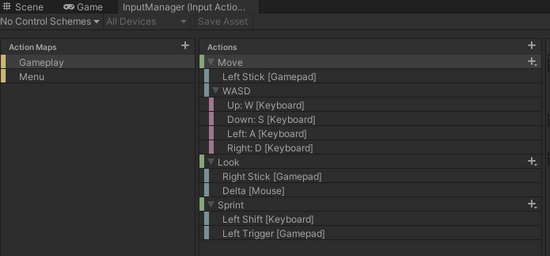 Scene
Game
InputManager (Input Actio...
No Control Schemes
All Devices
Save Asset
Action Maps
+
Gameplay
Menu
Actions
Move
+
Left Stick [Gamepad]
WASD
Up: W [Keyboard]
Down: S [Keyboard]
Left: A [Keyboard]
Right: D [Keyboard]
Look
+
Right Stick [Gamepad]
Delta [Mouse]
Sprint
+
Left Shift [Keyboard]
Left Trigger [Gamepad]